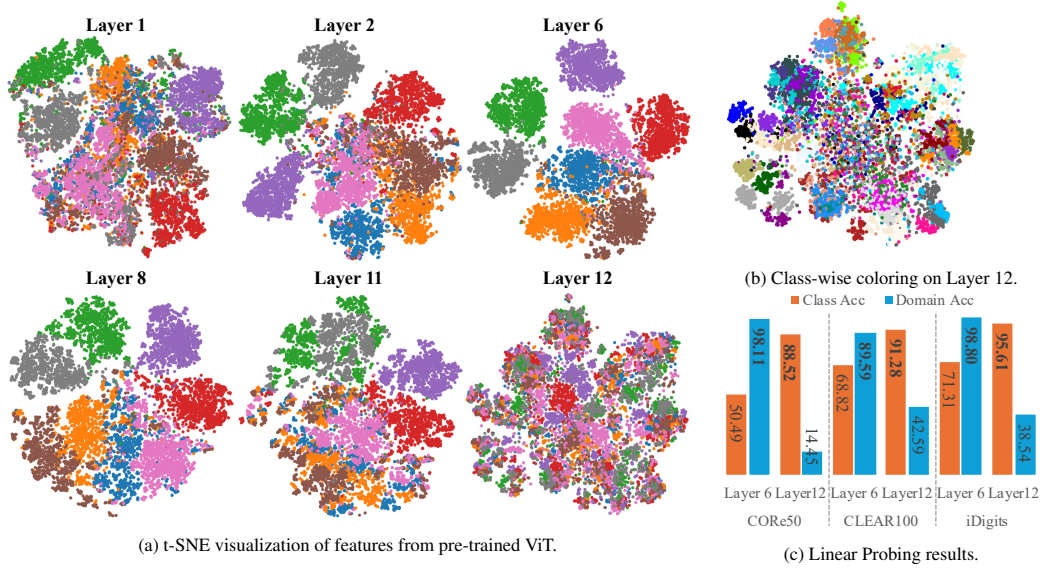 Layer 1
Layer 2
Layer 6
Layer 8
Layer 11
Layer 12
(a) t-SNE visualization of features from pre-trained ViT.
(b) Class-wise coloring on Layer 12.
Class Acc
Domain Acc
50.49
98.11
88.52
14.45
68.82
89.59
91.28
42.59
71.31
98.80
95.61
38.54
Layer 6 Layer12 Layer 6 Layer12 Layer 6 Layer12
CORe50 CLEAR100 iDigits
(c) Linear Probing results.